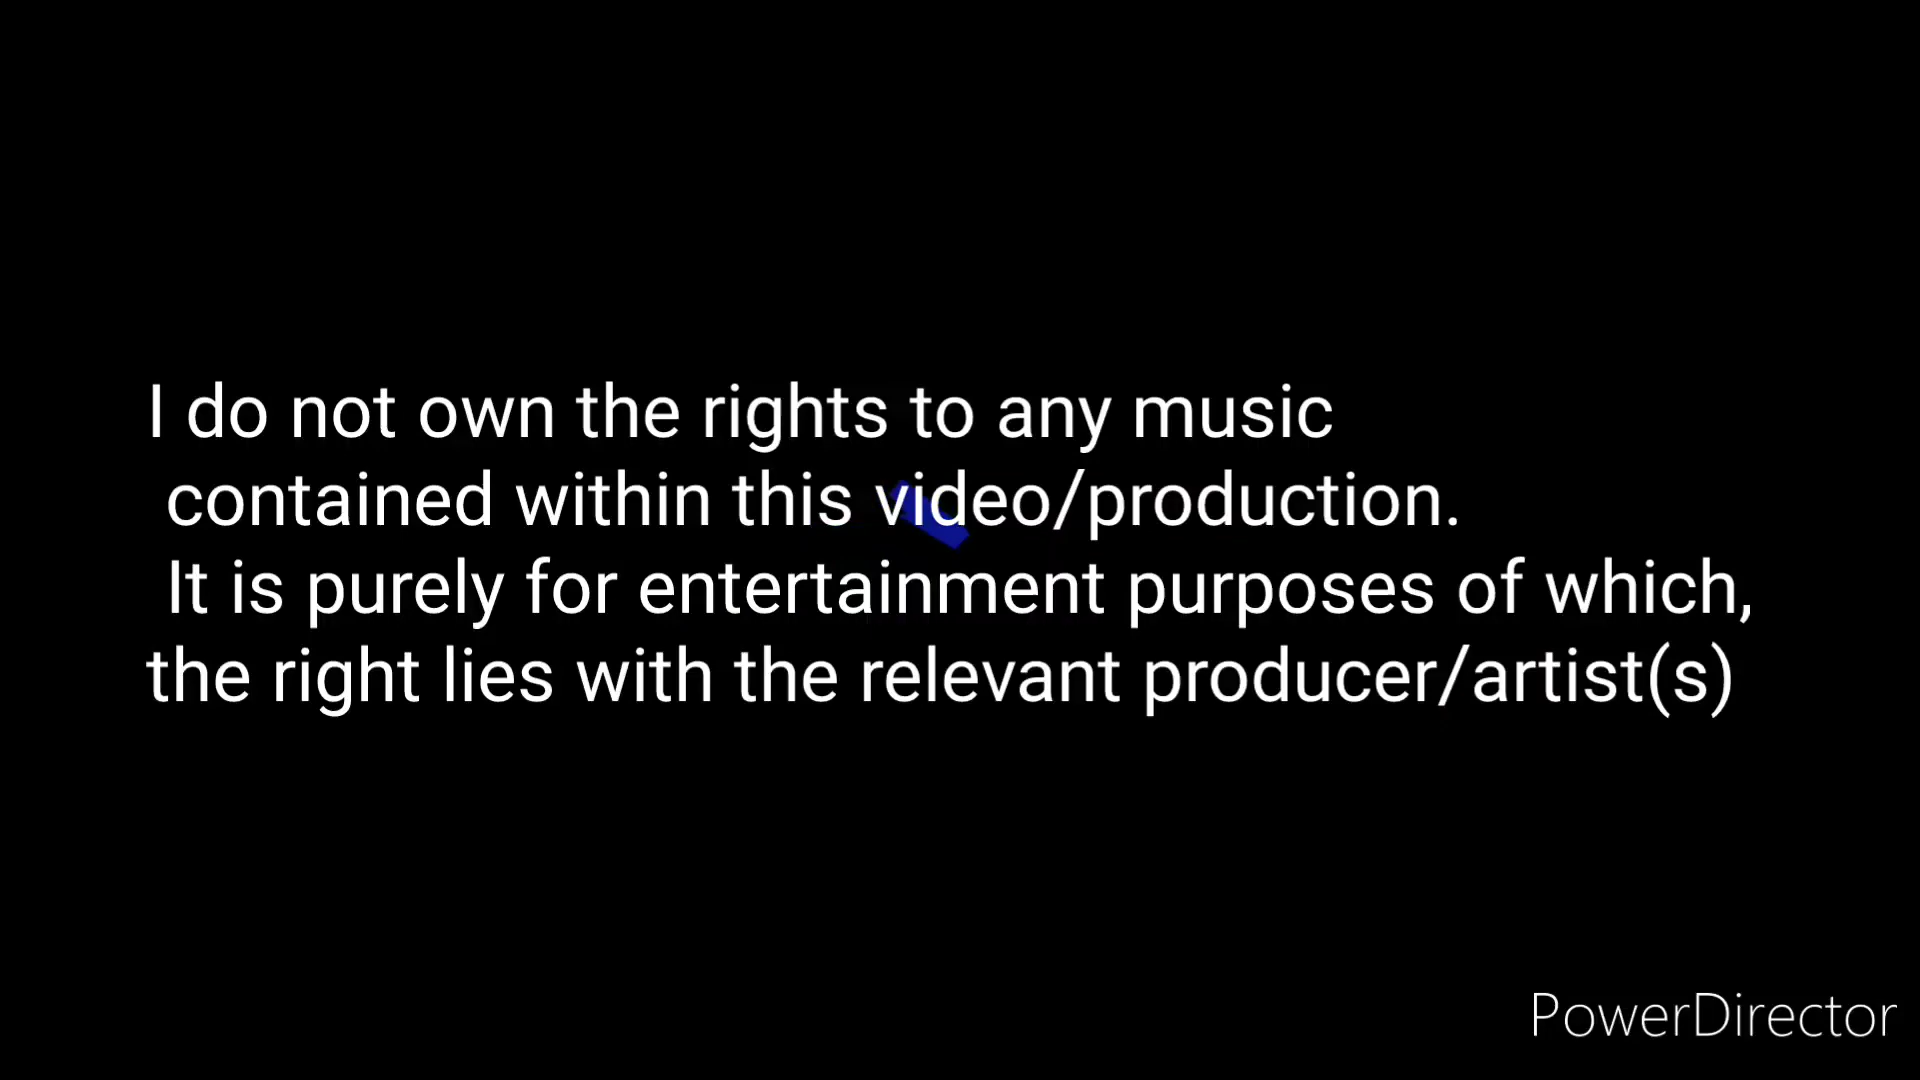 I do not own the rights to any music
contained within this video/production.
It is purely for entertainment purposes of which,
the right lies with the relevant producer/artist(s)
PowerDirector